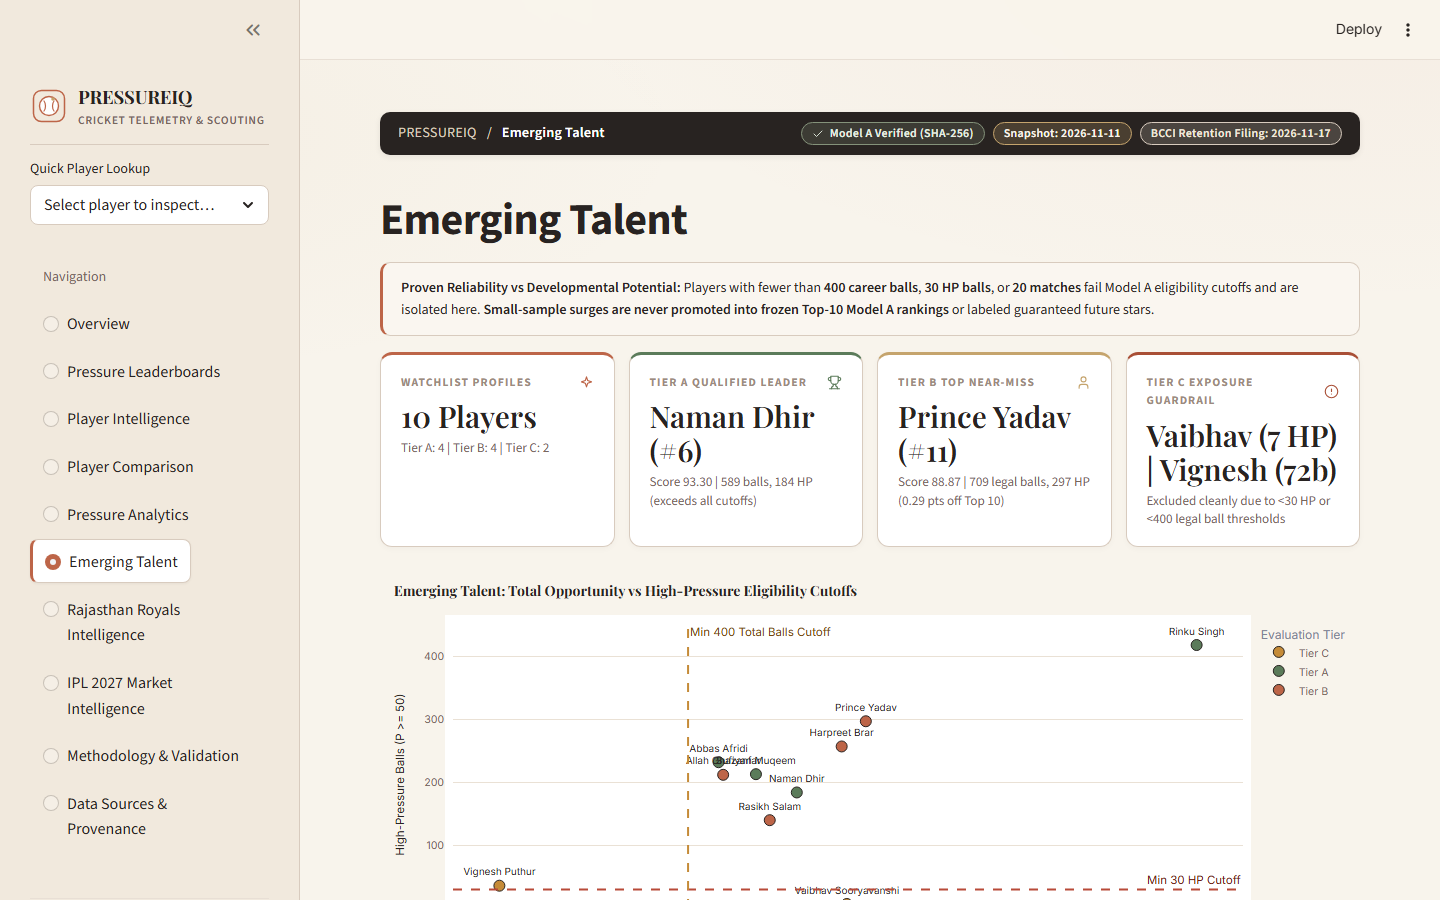 Deploy
PRESSUREIQ
CRICKET TELEMETRY & SCOUTING
Quick Player Lookup
Select player to inspect...
Navigation
Overview
Pressure Leaderboards
Player Intelligence
Player Comparison
Pressure Analytics
Emerging Talent
Rajasthan Royals
Intelligence
IPL 2027 Market
Intelligence
Methodology & Validation
Data Sources &
Provenance
PRESSUREIQ / Emerging Talent
Model A Verified (SHA-256)
Snapshot: 2026-11-11
BCCI Retention Filing: 2026-11-17
Emerging Talent
Proven Reliability vs Developmental Potential: Players with fewer than 400 career balls, 30 HP balls, or 20 matches fail Model A eligibility cutoffs and are
isolated here. Small-sample surges are never promoted into frozen Top-10 Model A rankings or labeled guaranteed future stars.
WATCHLIST PROFILES
10 Players
Tier A: 4 | Tier B: 4 | Tier C: 2
TIER A QUALIFIED LEADER
Naman Dhir
(#6)
Score 93.30 | 589 balls, 184 HP
(exceeds all cutoffs)
TIER B TOP NEAR-MISS
Prince Yadav
(#11)
Score 88.87 | 709 legal balls, 297 HP
(0.29 pts off Top 10)
TIER C EXPOSURE
GUARDRAIL
Vaibhav (7 HP)
| Vignesh (72b)
Excluded cleanly due to <30 HP or
<400 legal ball thresholds
Emerging Talent: Total Opportunity vs High-Pressure Eligibility Cutoffs
Min 400 Total Balls Cutoff
Rinku Singh
Evaluation Tier
Tier C
Tier A
Tier B
High-Pressure Balls (P >= 50)
400
300
200
100
Prince Yadav
Harpreet Brar
Abbas Afridi
Allah
Muqeem
Naman Dhir
Rasikh Salam
Vignesh Puthur
Min 30 HP Cutoff
Vaibhav Sooryavanshi